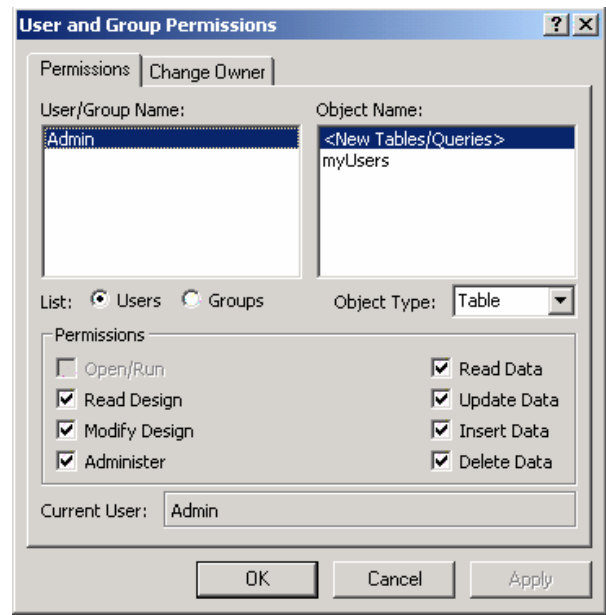 User and Group Permissions
Permissions Change Owner
User/Group Name: Object Name:
Admin <New Tables/Queries>
myUsers
List: Users Groups Object Type: Table
Permissions
Open/Run Read Data
Read Design Update Data
Modify Design Insert Data
Administer Delete Data
Current User: Admin
OK Cancel Apply